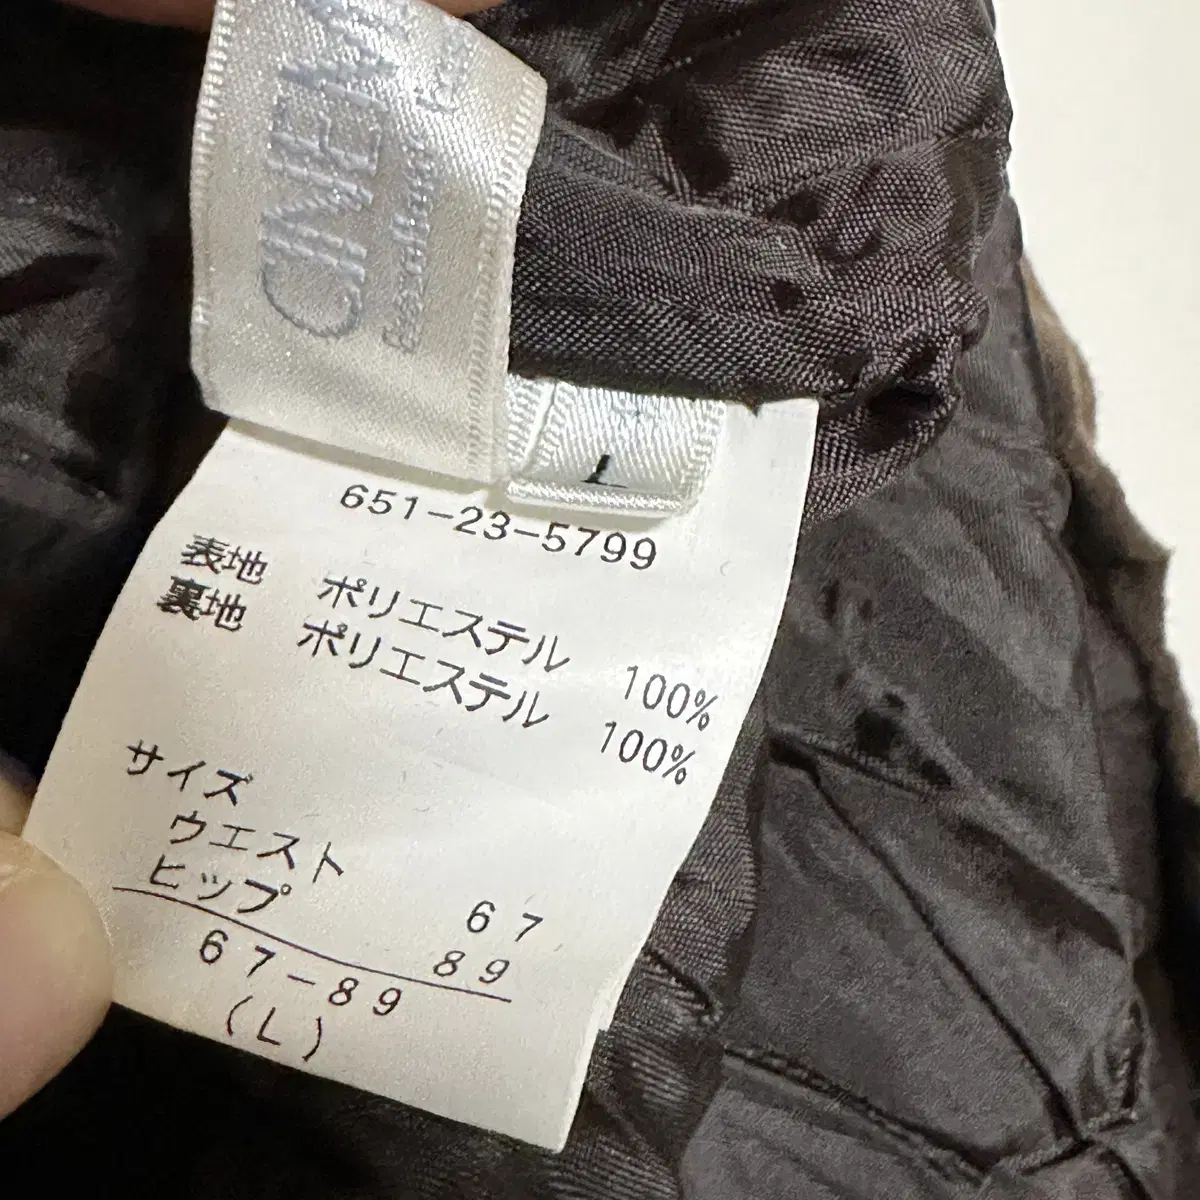 L
651-23-5799
表地 ポリエステル 100%
裏地 ポリエステル 100%
サイズ
ウエスト 67
ヒップ 89
67-89
(L)